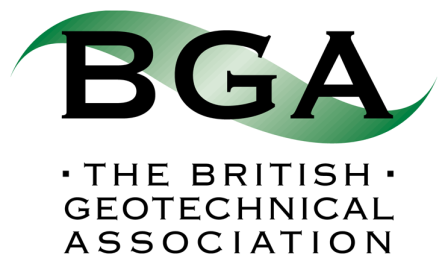 BGA
· THE BRITISH ·
GEOTECHNICAL
ASSOCIATION